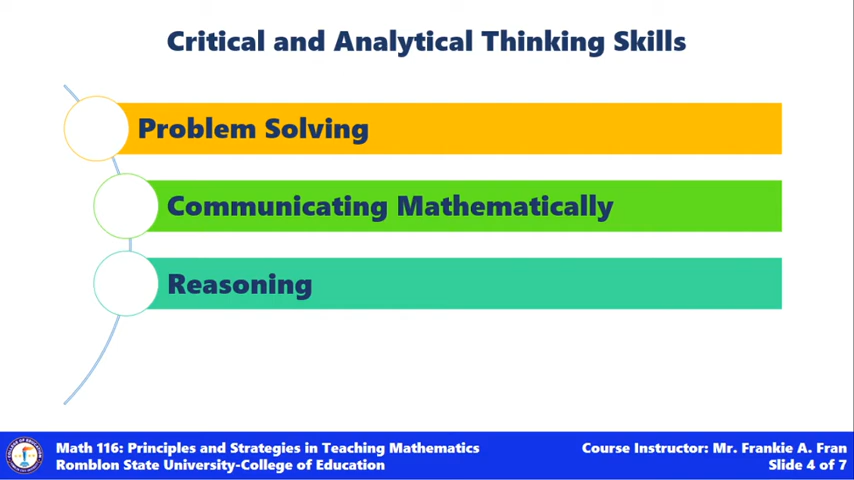 Critical and Analytical Thinking Skills
Problem Solving
Communicating Mathematically
Reasoning
Math 116: Principles and Strategies in Teaching Mathematics
Romblon State University-College of Education
Course Instructor: Mr. Frankie A. Fran
Slide 4 of 7